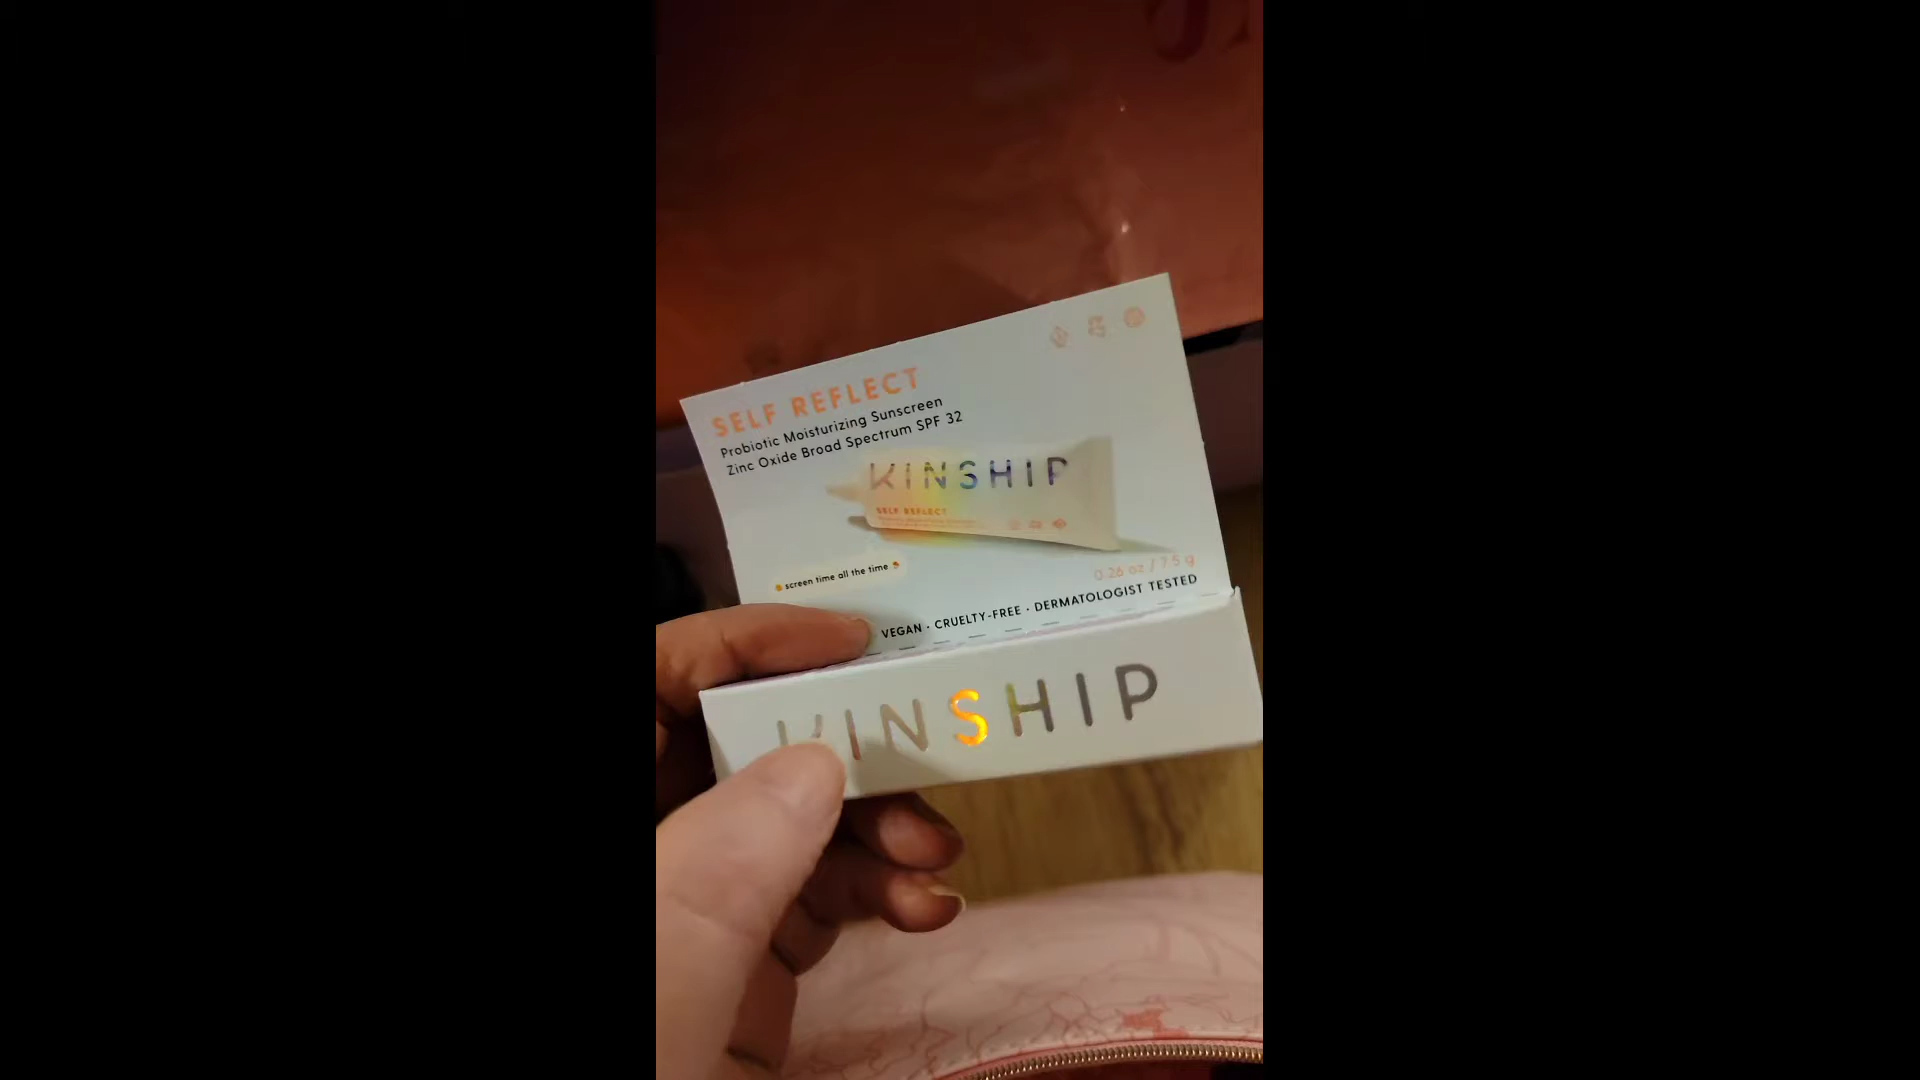 SELF REFLECT
Probiotic Moisturizing Sunscreen
Zinc Oxide Broad Spectrum SPF 32
KINSHIP
SELF REFLECT
screen time all the time
0.26 oz / 7.5 g
VEGAN · CRUELTY-FREE · DERMATOLOGIST TESTED
KINSHIP